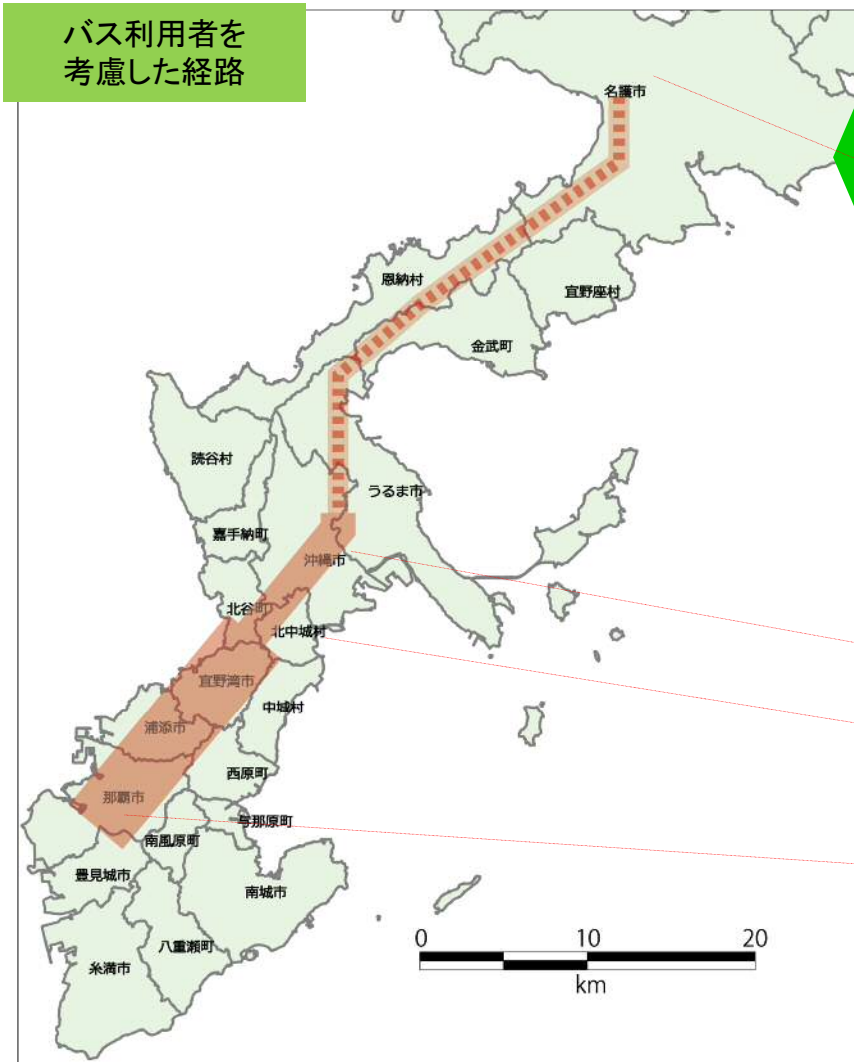 バス利用者を
考慮した経路
名護市
恩納村
宜野座村
金武町
読谷村
うるま市
嘉手納町
沖縄市
北谷町
北中城村
宜野湾市
中城村
浦添市
西原町
那覇市
与那原町
南風原町
豊見城市
南城市
八重瀬町
糸満市
0 10 20
km